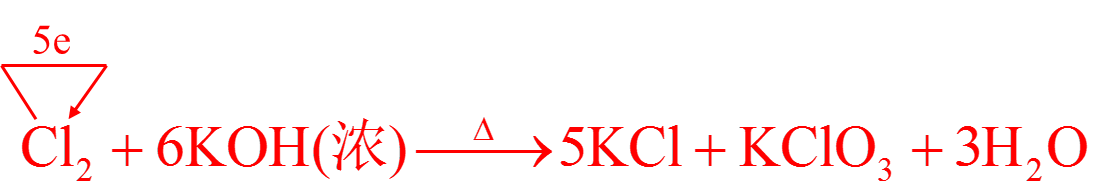 5e
Cl₂ + 6KOH(浓) —Δ→ 5KCl + KClO₃ + 3H₂O